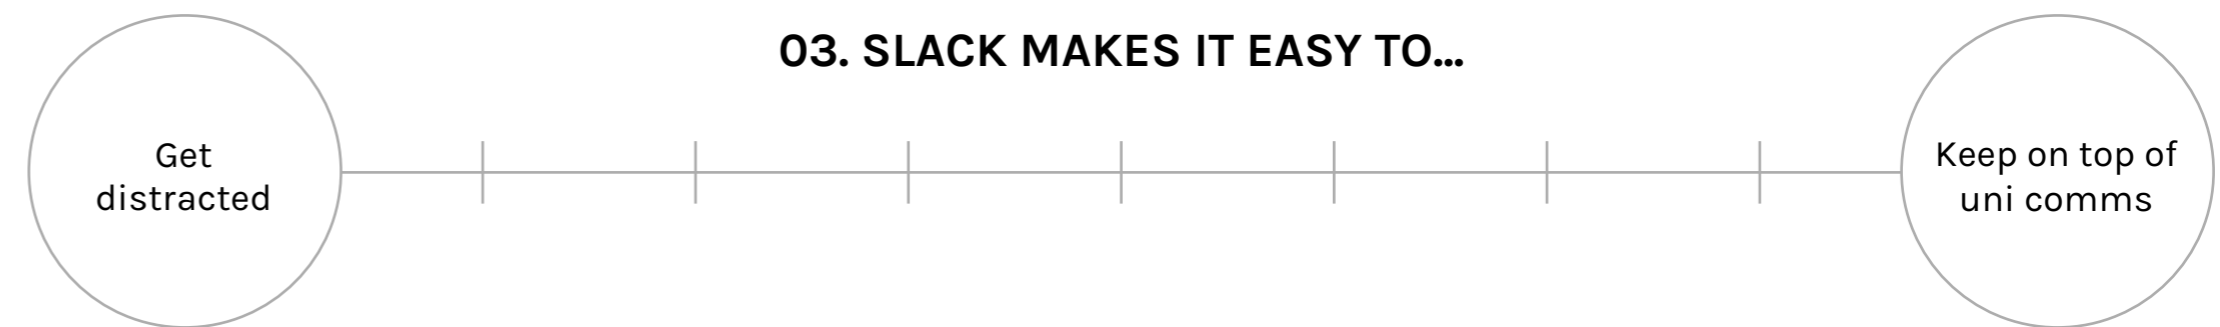 03. SLACK MAKES IT EASY TO...
Get
distracted
Keep on top of
uni comms